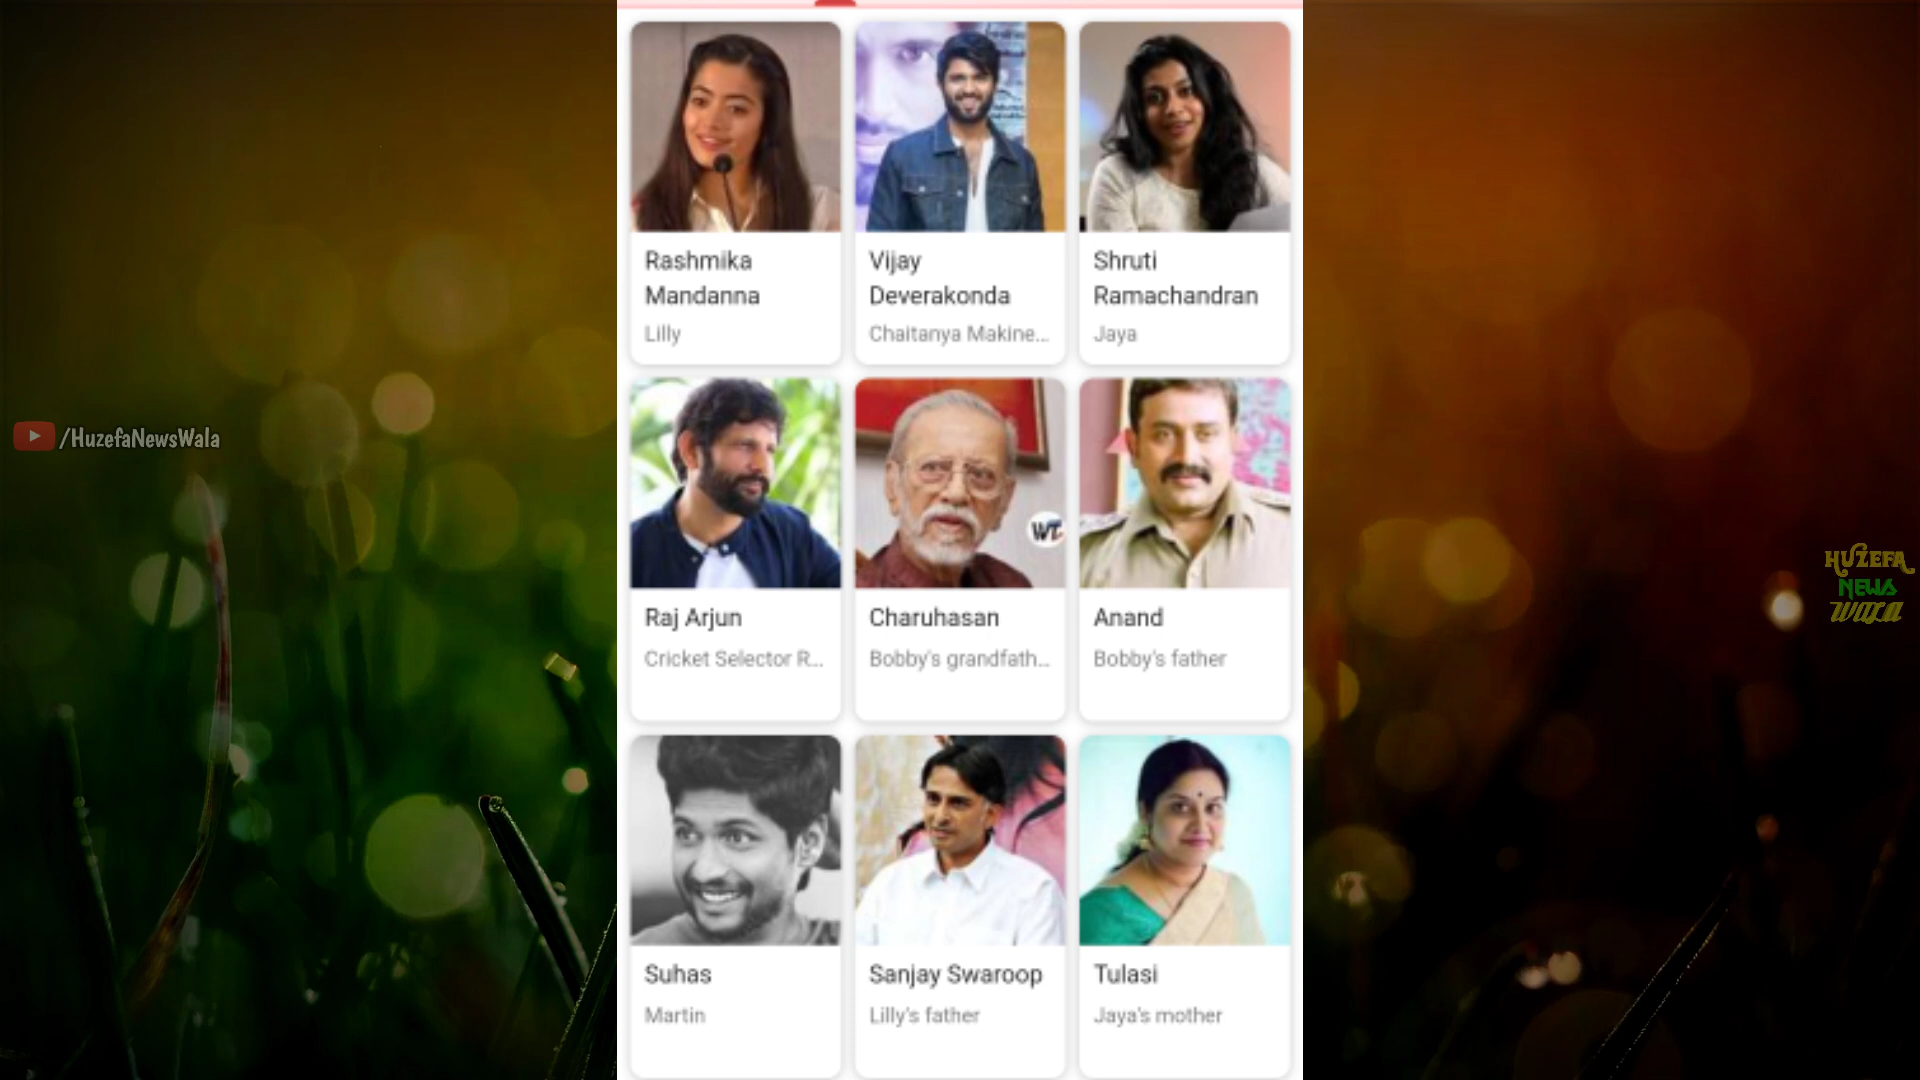 Rashmika
Mandanna
Lilly
Vijay
Deverakonda
Chaitanya Makine...
Shruti
Ramachandran
Jaya
/HuzefaNewsWala
WT
Raj Arjun
Cricket Selector R...
Charuhasan
Bobby's grandfath...
Anand
Bobby's father
HUZEFA
NEWS
WALA
Suhas
Martin
Sanjay Swaroop
Lilly's father
Tulasi
Jaya's mother